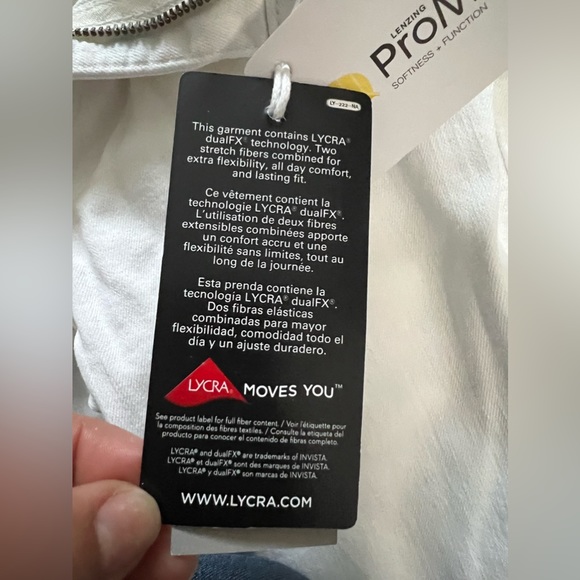 LENZING
ProM
SOFTNESS + FUNCTION
LY-322-NA
This garment contains LYCRA®
dualFX® technology. Two
stretch fibers combined for
extra flexibility, all day comfort,
and lasting fit.
Ce vêtement contient la
technologie LYCRA® dualFX®.
L'utilisation de deux fibres
extensibles combinées apporte
un confort accru et une
flexibilité sans limites, tout au
long de la journée.
Esta prenda contiene la
tecnología LYCRA® dualFX®.
Dos fibras elásticas
combinadas para mayor
flexibilidad, comodidad todo el
día y un ajuste duradero.
LYCRA® MOVES YOU™
See product label for full fiber content. / Voir l'étiquette pour
la composition des fibres textiles. / Consulte la etiqueta del
producto para conocer el contenido de fibras completo.
LYCRA® and dualFX® are trademarks of INVISTA.
LYCRA® et dualFX® sont des marques de INVISTA.
LYCRA® y dualFX® son marcas de INVISTA.
WWW.LYCRA.COM